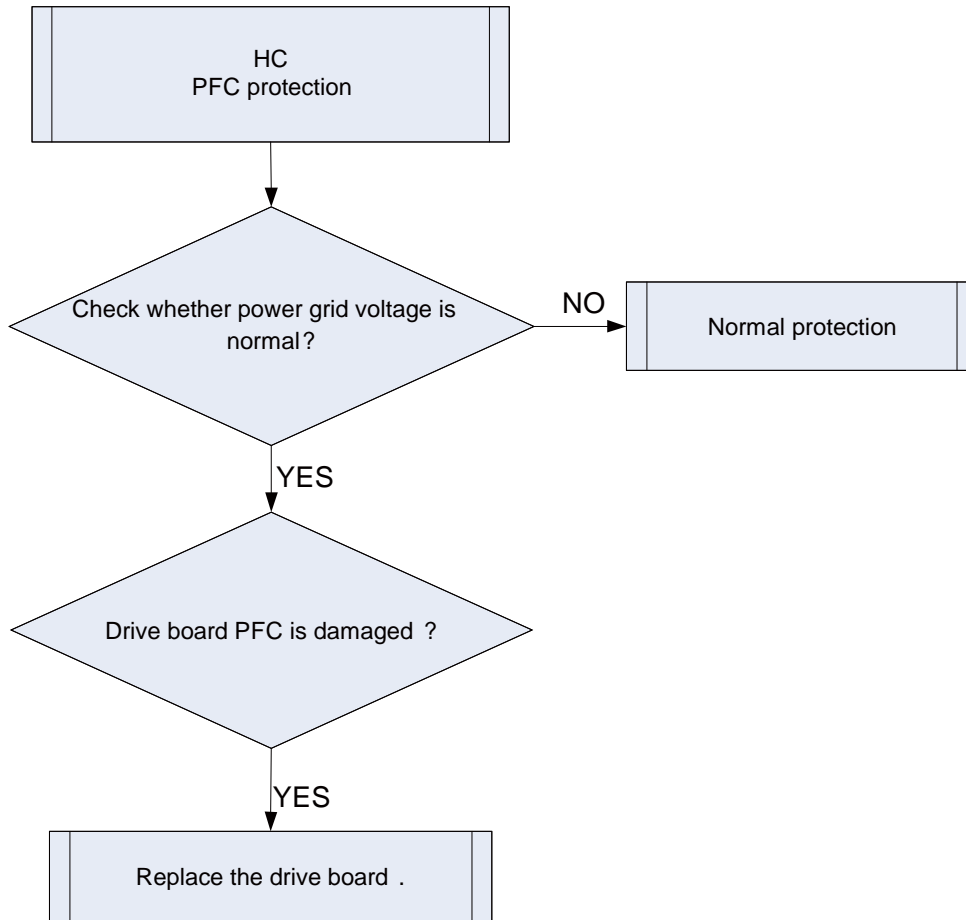 HC
PFC protection
Check whether power grid voltage is
normal?
NO
Normal protection
YES
Drive board PFC is damaged ?
YES
Replace the drive board .